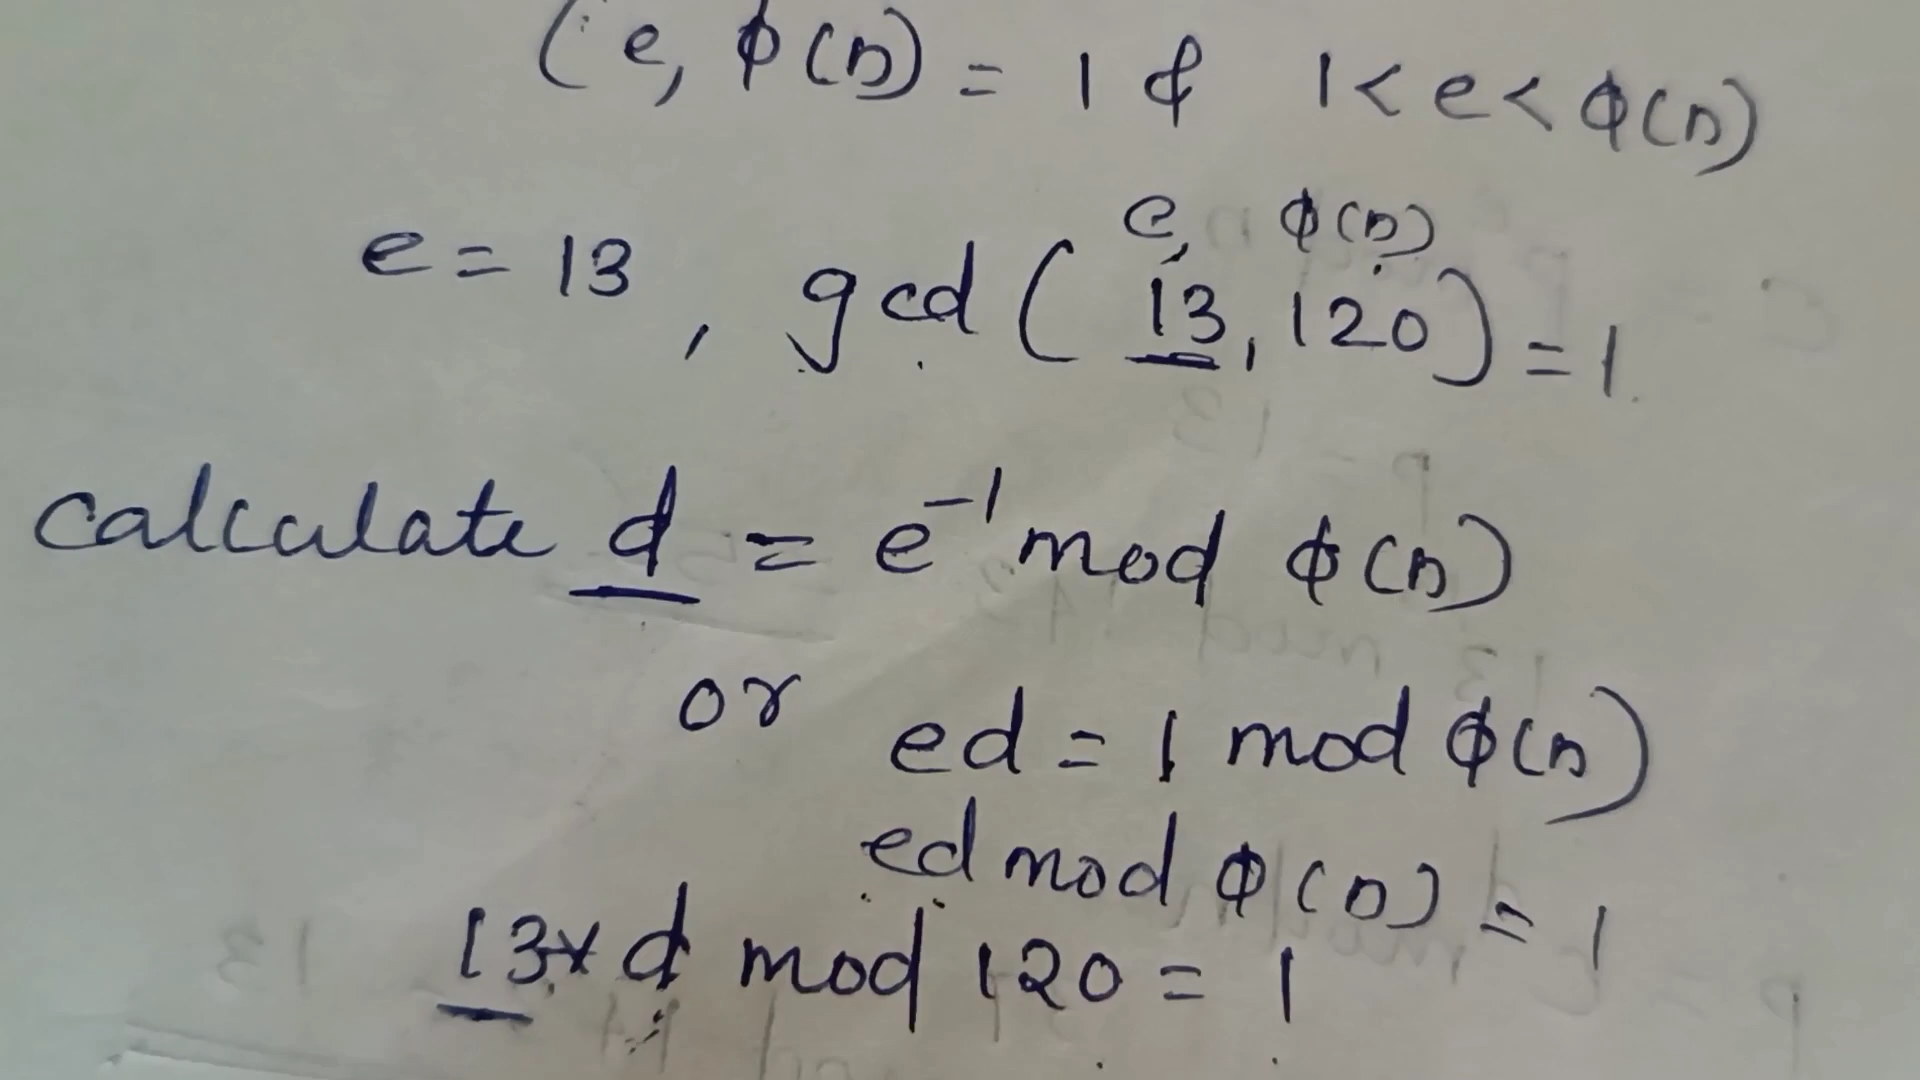 (e, ϕ(n) = 1 & 1<e<ϕ(n)
e, ϕ(n)
e = 13, gcd(13, 120) = 1
calculate d = e⁻¹ mod ϕ(n)
or ed = 1 mod ϕ(n)
ed mod ϕ(n) = 1
13×d mod 120 = 1